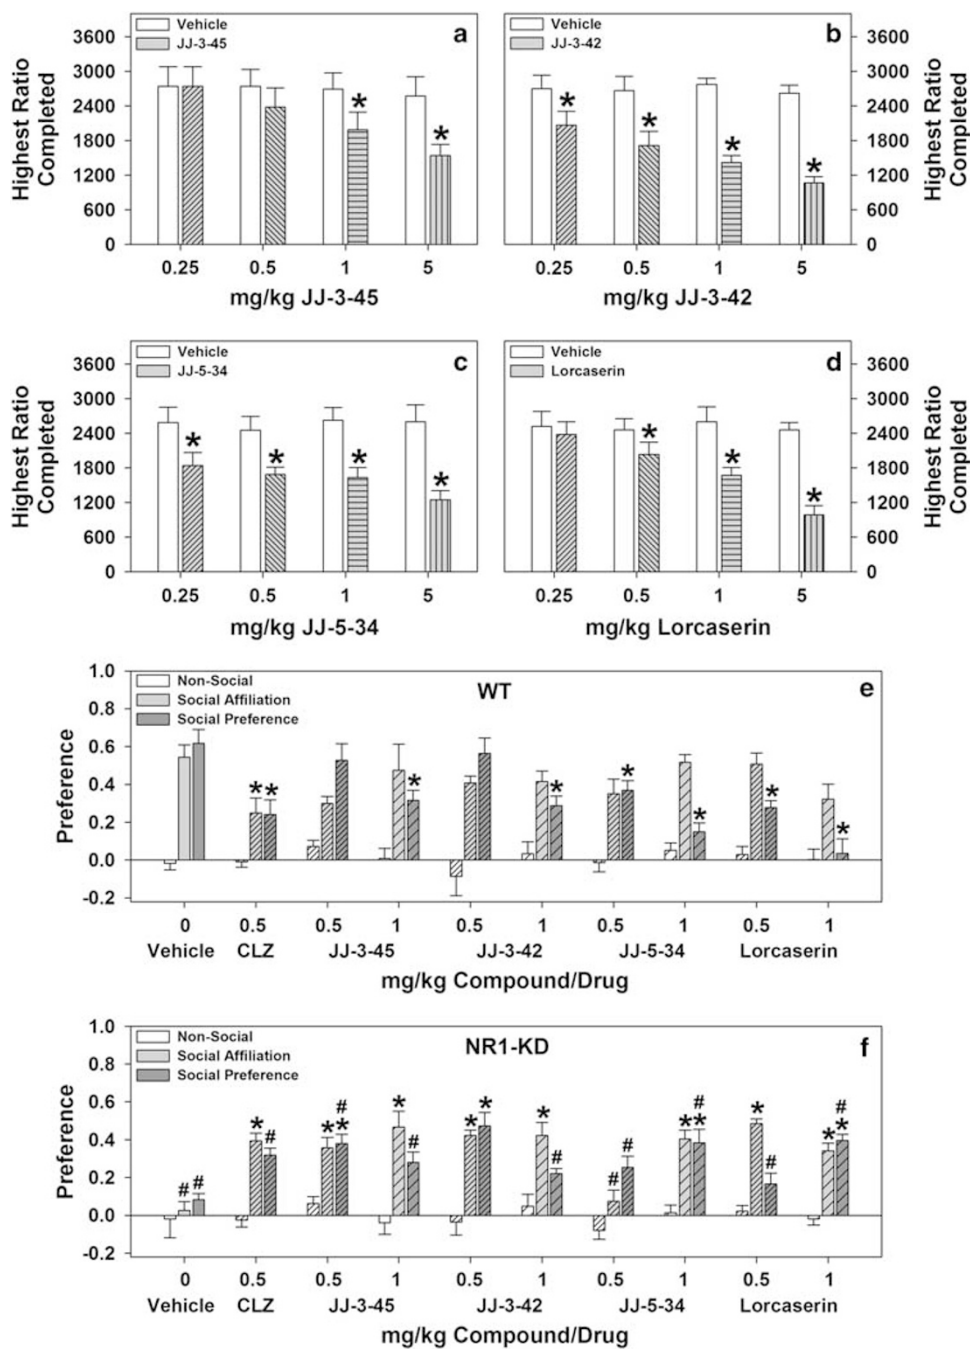 Vehicle
JJ-3-45
a
Highest Ratio
Completed
3600
3000
2400
1800
1200
600
0
*
*
0.25 0.5 1 5
mg/kg JJ-3-45
Vehicle
JJ-3-42
b
3600
3000
2400
1800
1200
600
0
Highest Ratio
Completed
* * * *
0.25 0.5 1 5
mg/kg JJ-3-42
Vehicle
JJ-5-34
c
Highest Ratio
Completed
3600
3000
2400
1800
1200
600
0
* * * *
0.25 0.5 1 5
mg/kg JJ-5-34
Vehicle
Lorcaserin
d
3600
3000
2400
1800
1200
600
0
Highest Ratio
Completed
* * *
0.25 0.5 1 5
mg/kg Lorcaserin
Non-Social
Social Affiliation
Social Preference
WT
e
Preference
1.0
0.8
0.6
0.4
0.2
0.0
-0.2
* * * * * * * *
0 0.5 0.5 1 0.5 1 0.5 1 0.5 1
Vehicle CLZ JJ-3-45 JJ-3-42 JJ-5-34 Lorcaserin
mg/kg Compound/Drug
Non-Social
Social Affiliation
Social Preference
NR1-KD
f
Preference
1.0
0.8
0.6
0.4
0.2
0.0
-0.2
# # #
# # * # * * * * # * * * * # # # * * * # * *
0 0.5 0.5 1 0.5 1 0.5 1 0.5 1
Vehicle CLZ JJ-3-45 JJ-3-42 JJ-5-34 Lorcaserin
mg/kg Compound/Drug